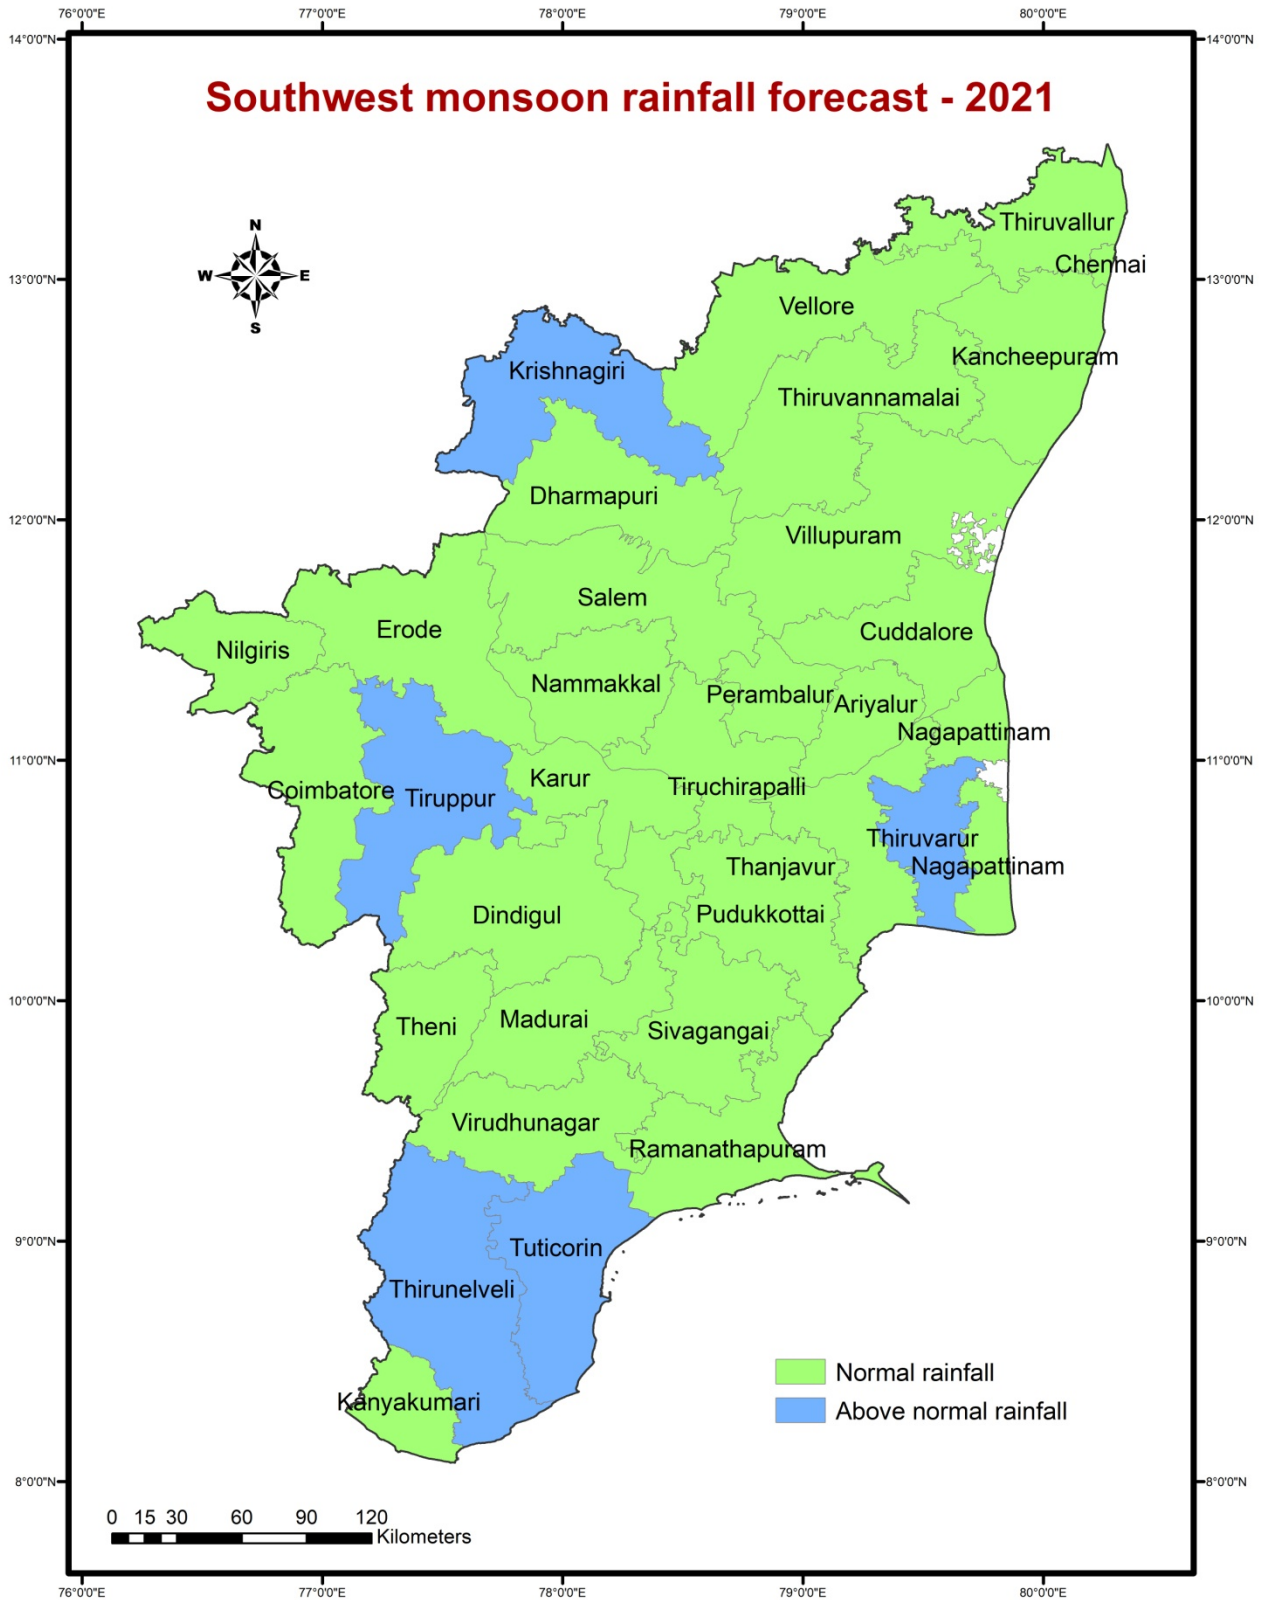 76°0'0"E 77°0'0"E 78°0'0"E 79°0'0"E 80°0'0"E
14°0'0"N 14°0'0"N
Southwest monsoon rainfall forecast - 2021
N
W E
S
Thiruvallur
Chennai
13°0'0"N 13°0'0"N
Vellore
Kancheepuram
Krishnagiri
Thiruvannamalai
Dharmapuri
12°0'0"N 12°0'0"N
Villupuram
Salem
Erode
Cuddalore
Nilgiris
Nammakkal
Perambalur
Ariyalur
Nagapattinam
11°0'0"N 11°0'0"N
Karur
Tiruchirapalli
Coimbatore
Tiruppur
Thiruvarur
Thanjavur
Nagapattinam
Dindigul
Pudukkottai
10°0'0"N 10°0'0"N
Theni
Madurai
Sivagangai
Virudhunagar
Ramanathapuram
9°0'0"N 9°0'0"N
Tuticorin
Thirunelveli
Normal rainfall
Kanyakumari
Above normal rainfall
8°0'0"N 8°0'0"N
0 15 30 60 90 120
Kilometers
76°0'0"E 77°0'0"E 78°0'0"E 79°0'0"E 80°0'0"E